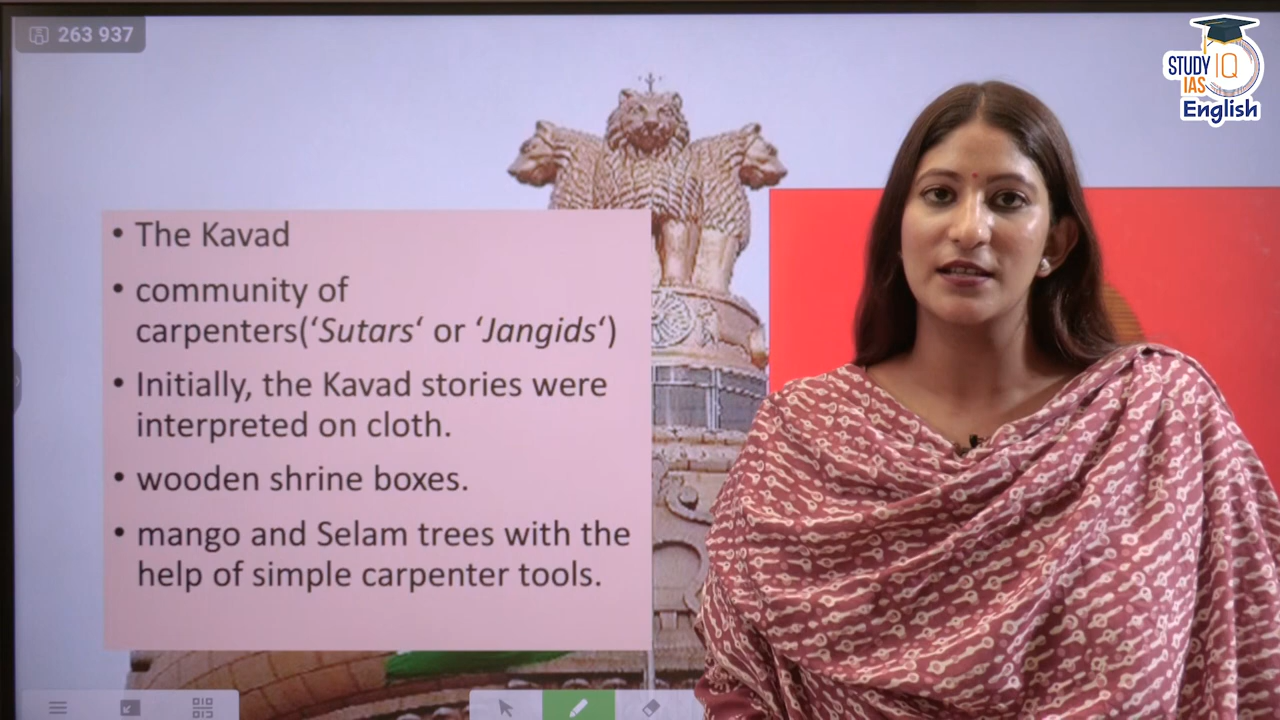 263 937
STUDY IQ
IAS
English
• The Kavad
• community of
carpenters(‘Sutars‘ or ‘Jangids‘)
• Initially, the Kavad stories were
interpreted on cloth.
• wooden shrine boxes.
• mango and Selam trees with the
help of simple carpenter tools.